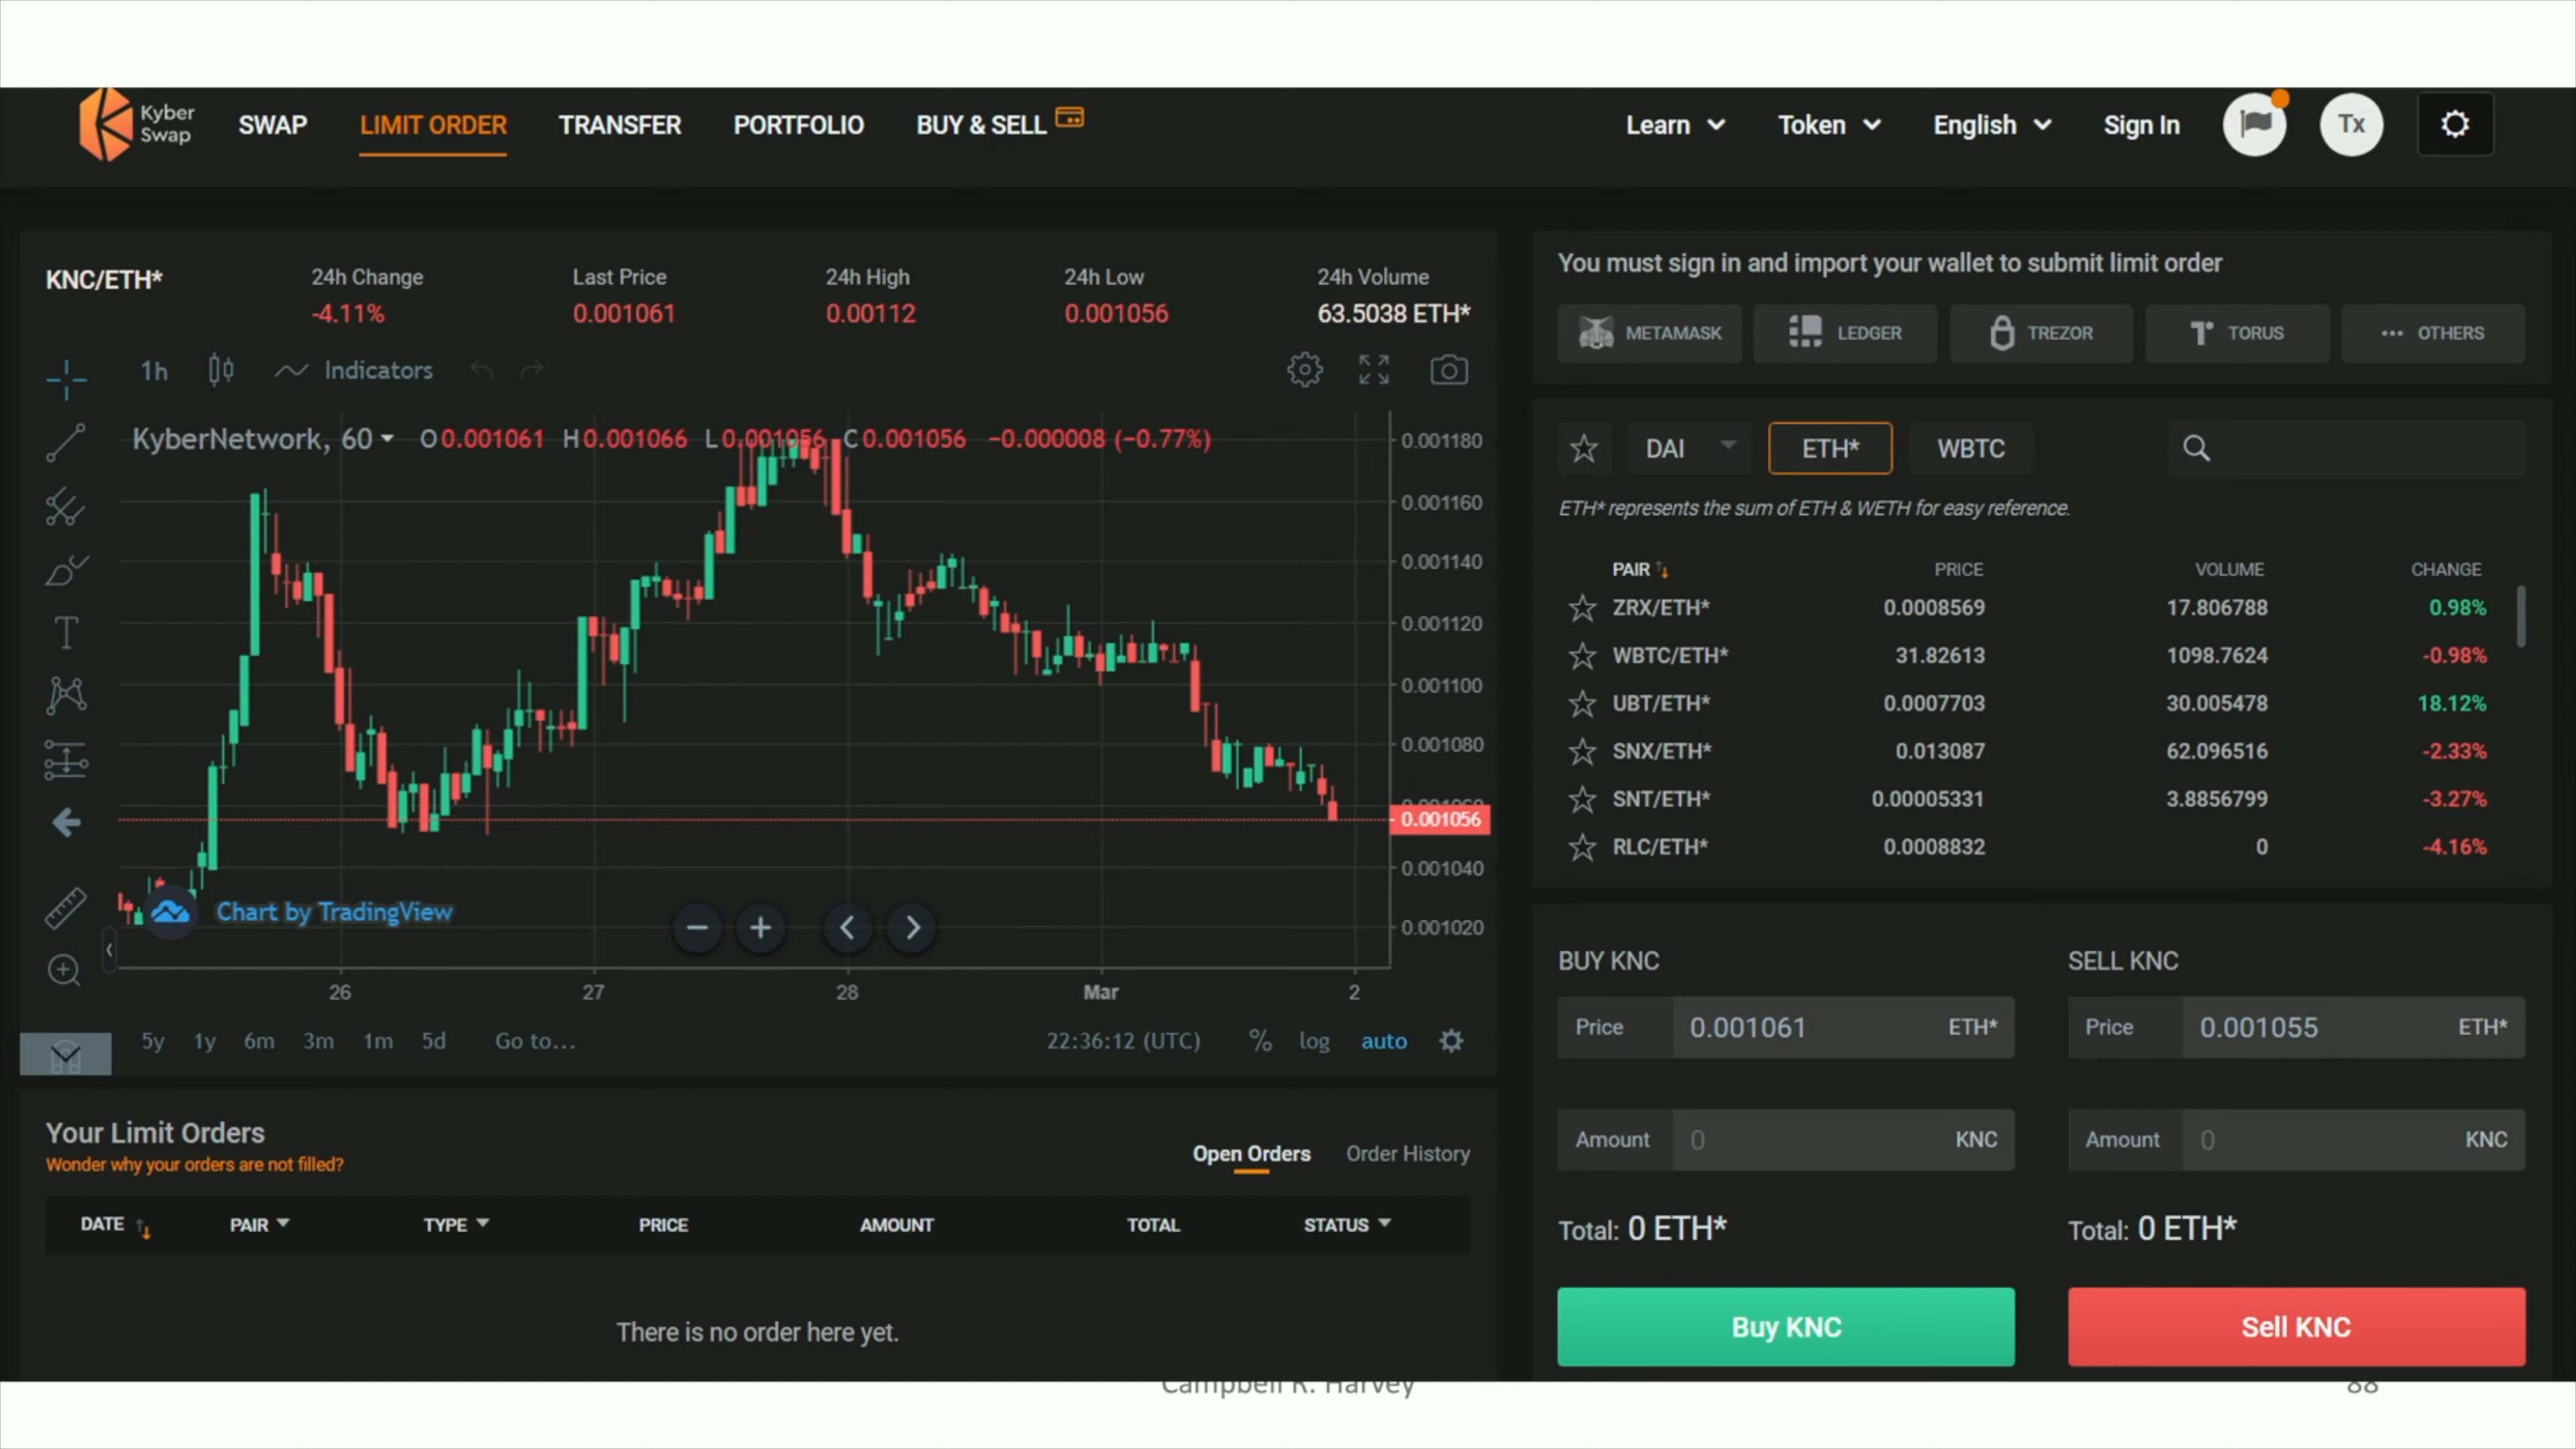 Kyber
Swap
SWAP LIMIT ORDER TRANSFER PORTFOLIO BUY & SELL Learn Token English Sign In Tx
KNC/ETH* 24h Change Last Price 24h High 24h Low 24h Volume
-4.11% 0.001061 0.00112 0.001056 63.5038 ETH*
1h Indicators
KyberNetwork, 60 O0.001061 H0.001066 L0.001056 C0.001056 −0.000008 (−0.77%)
0.001180
0.001160
0.001140
0.001120
0.001100
0.001080
0.001060
0.001056
0.001040
0.001020
T
Chart by TradingView
26 27 28 Mar 2
5y 1y 6m 3m 1m 5d Go to... 22:36:12 (UTC) % log auto
Your Limit Orders
Wonder why your orders are not filled?
Open Orders Order History
DATE PAIR TYPE PRICE AMOUNT TOTAL STATUS
There is no order here yet.
You must sign in and import your wallet to submit limit order
METAMASK LEDGER TREZOR TORUS OTHERS
DAI ETH* WBTC
ETH* represents the sum of ETH & WETH for easy reference.
PAIR PRICE VOLUME CHANGE
ZRX/ETH* 0.0008569 17.806788 0.98%
WBTC/ETH* 31.82613 1098.7624 -0.98%
UBT/ETH* 0.0007703 30.005478 18.12%
SNX/ETH* 0.013087 62.096516 -2.33%
SNT/ETH* 0.00005331 3.8856799 -3.27%
RLC/ETH* 0.0008832 0 -4.16%
BUY KNC SELL KNC
Price 0.001061 ETH* Price 0.001055 ETH*
Amount 0 KNC Amount 0 KNC
Total: 0 ETH* Total: 0 ETH*
Buy KNC Sell KNC
Campbell R. Harvey 88